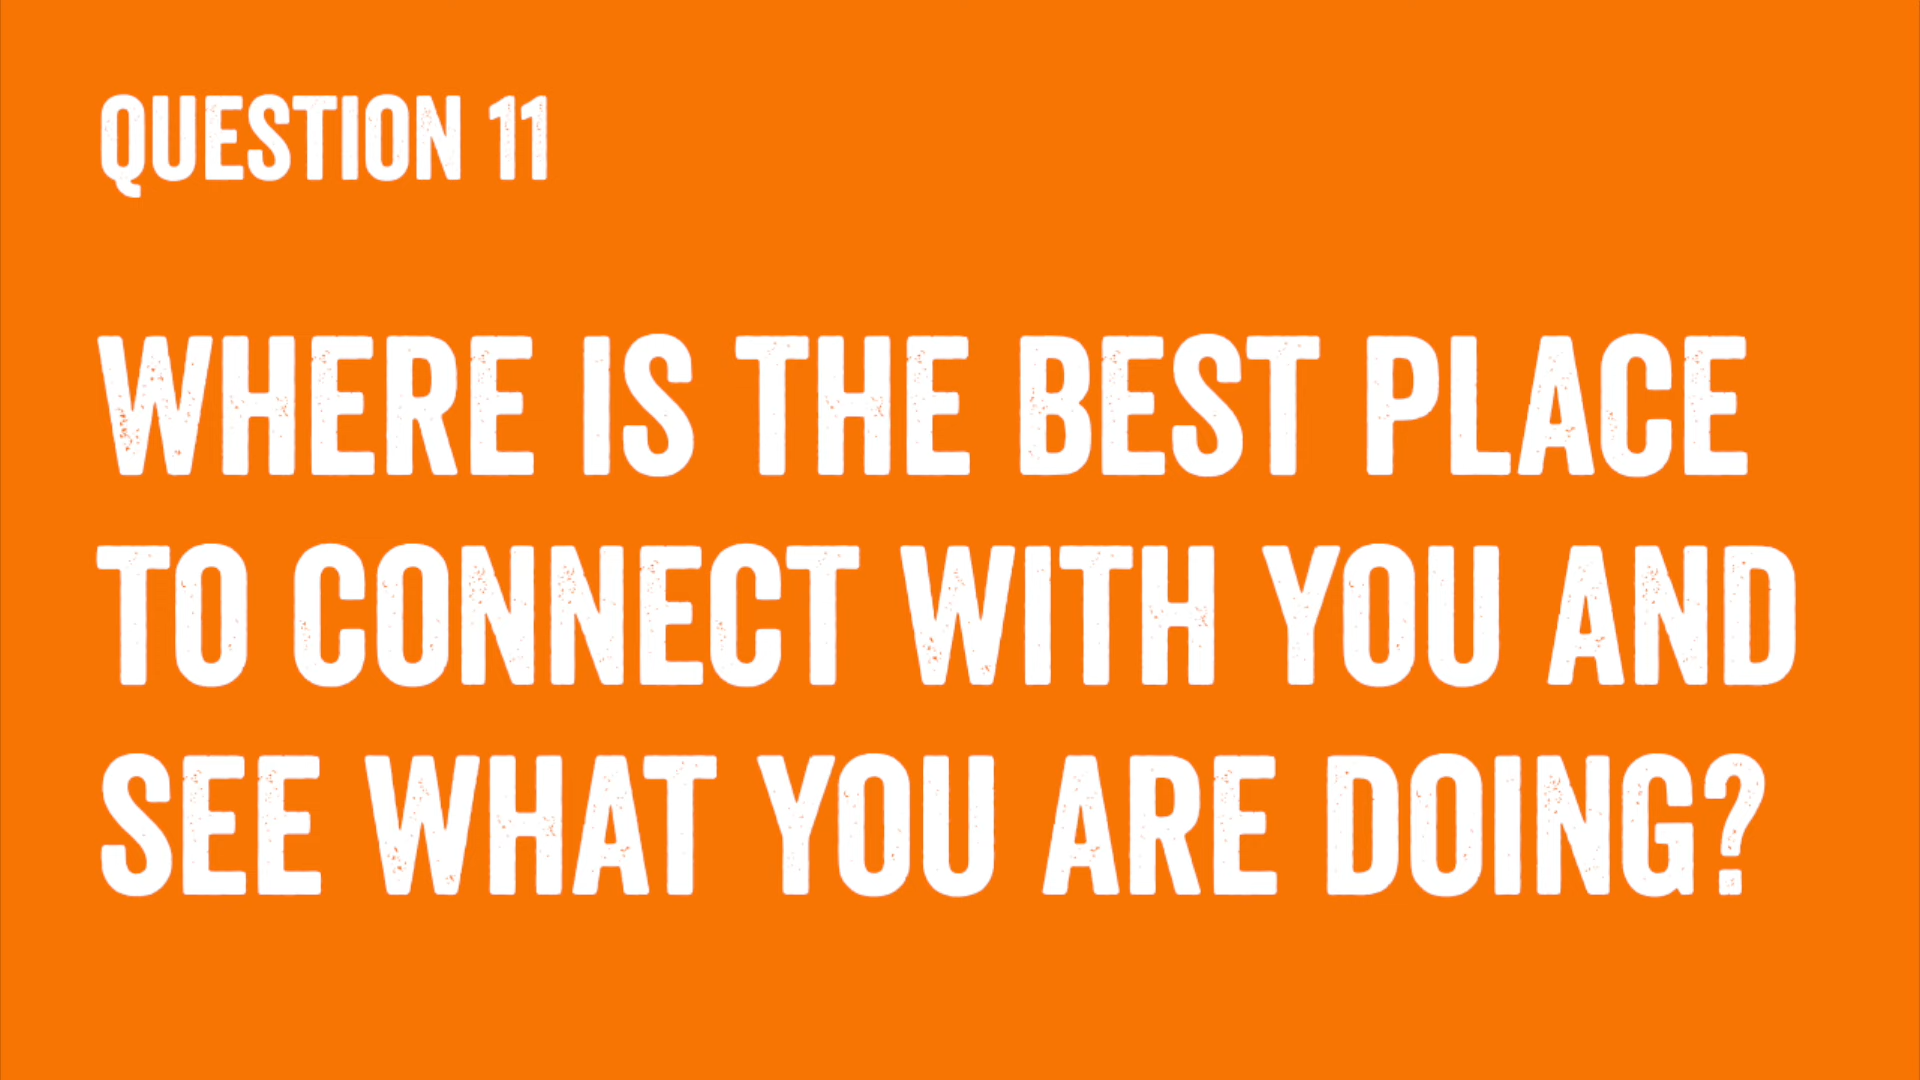 QUESTION 11
WHERE IS THE BEST PLACE
TO CONNECT WITH YOU AND
SEE WHAT YOU ARE DOING?